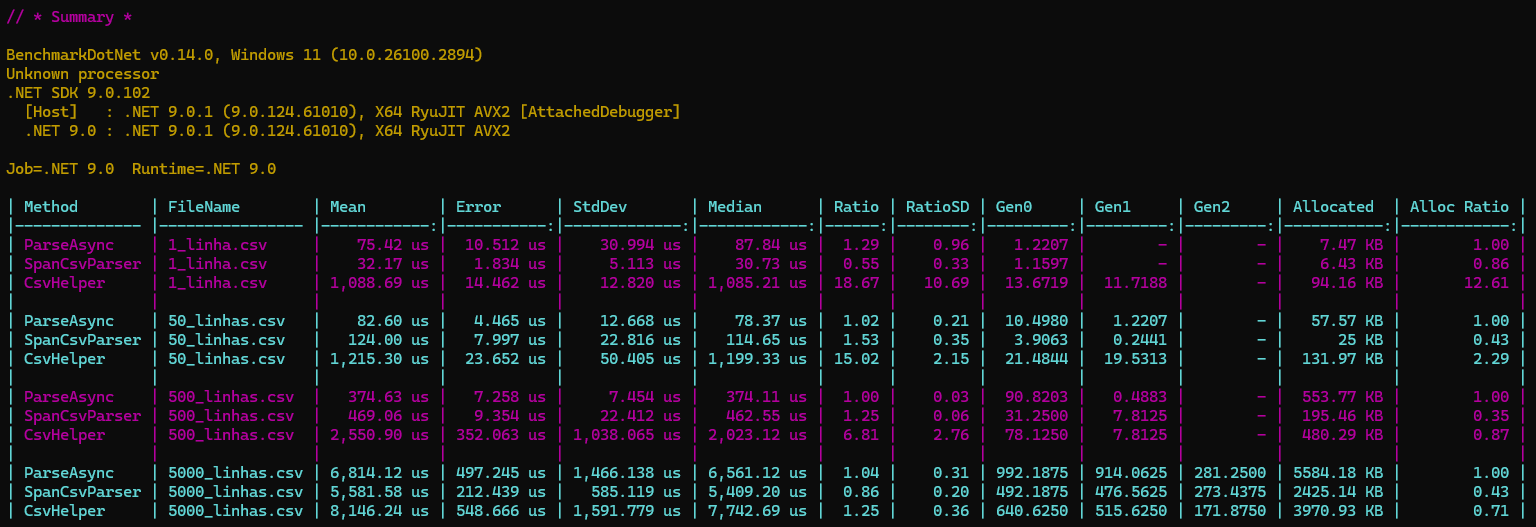 // * Summary *
BenchmarkDotNet v0.14.0, Windows 11 (10.0.26100.2894)
Unknown processor
.NET SDK 9.0.102
[Host]   : .NET 9.0.1 (9.0.124.61010), X64 RyuJIT AVX2 [AttachedDebugger]
.NET 9.0 : .NET 9.0.1 (9.0.124.61010), X64 RyuJIT AVX2
Job=.NET 9.0  Runtime=.NET 9.0
| Method | FileName | Mean | Error | StdDev | Median | Ratio | RatioSD | Gen0 | Gen1 | Gen2 | Allocated | Alloc Ratio |
|-------------- |---------------- |------------:|-----------:|-------------:|------------:|------:|--------:|---------:|---------:|---------:|-----------:|------------:|
| ParseAsync | 1_linha.csv | 75.42 us | 10.512 us | 30.994 us | 87.84 us | 1.29 | 0.96 | 1.2207 | - | - | 7.47 KB | 1.00 |
| SpanCsvParser | 1_linha.csv | 32.17 us | 1.834 us | 5.113 us | 30.73 us | 0.55 | 0.33 | 1.1597 | - | - | 6.43 KB | 0.86 |
| CsvHelper | 1_linha.csv | 1,088.69 us | 14.462 us | 12.820 us | 1,085.21 us | 18.67 | 10.69 | 13.6719 | 11.7188 | - | 94.16 KB | 12.61 |
| | | | | | | | | | | | | |
| ParseAsync | 50_linhas.csv | 82.60 us | 4.465 us | 12.668 us | 78.37 us | 1.02 | 0.21 | 10.4980 | 1.2207 | - | 57.57 KB | 1.00 |
| SpanCsvParser | 50_linhas.csv | 124.00 us | 7.997 us | 22.816 us | 114.65 us | 1.53 | 0.35 | 3.9063 | 0.2441 | - | 25 KB | 0.43 |
| CsvHelper | 50_linhas.csv | 1,215.30 us | 23.652 us | 50.405 us | 1,199.33 us | 15.02 | 2.15 | 21.4844 | 19.5313 | - | 131.97 KB | 2.29 |
| | | | | | | | | | | | | |
| ParseAsync | 500_linhas.csv | 374.63 us | 7.258 us | 7.454 us | 374.11 us | 1.00 | 0.03 | 90.8203 | 0.4883 | - | 553.77 KB | 1.00 |
| SpanCsvParser | 500_linhas.csv | 469.06 us | 9.354 us | 22.412 us | 462.55 us | 1.25 | 0.06 | 31.2500 | 7.8125 | - | 195.46 KB | 0.35 |
| CsvHelper | 500_linhas.csv | 2,550.90 us | 352.063 us | 1,038.065 us | 2,023.12 us | 6.81 | 2.76 | 78.1250 | 7.8125 | - | 480.29 KB | 0.87 |
| | | | | | | | | | | | | |
| ParseAsync | 5000_linhas.csv | 6,814.12 us | 497.245 us | 1,466.138 us | 6,561.12 us | 1.04 | 0.31 | 992.1875 | 914.0625 | 281.2500 | 5584.18 KB | 1.00 |
| SpanCsvParser | 5000_linhas.csv | 5,581.58 us | 212.439 us | 585.119 us | 5,409.20 us | 0.86 | 0.20 | 492.1875 | 476.5625 | 273.4375 | 2425.14 KB | 0.43 |
| CsvHelper | 5000_linhas.csv | 8,146.24 us | 548.666 us | 1,591.779 us | 7,742.69 us | 1.25 | 0.36 | 640.6250 | 515.6250 | 171.8750 | 3970.93 KB | 0.71 |